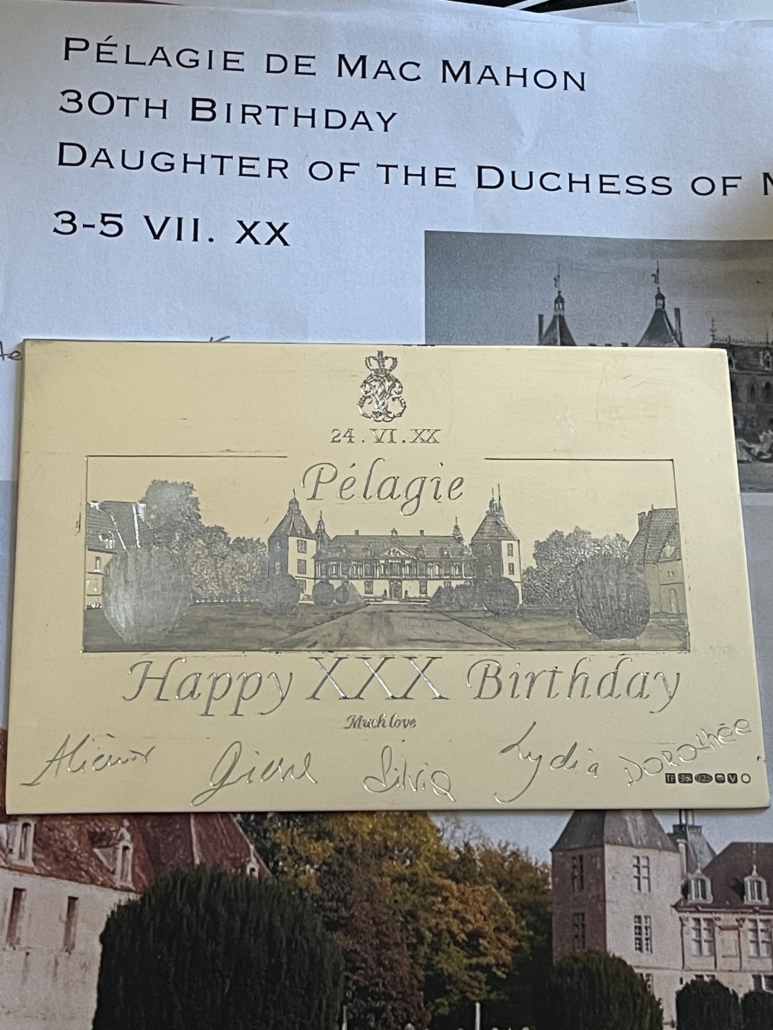 PÉLAGIE DE MAC MAHON
30TH BIRTHDAY
DAUGHTER OF THE DUCHESS OF
3-5 VII. XX
24.VI.XX
Pélagie
Happy XXX Birthday
Much love
Silvia Lydia DOROthée